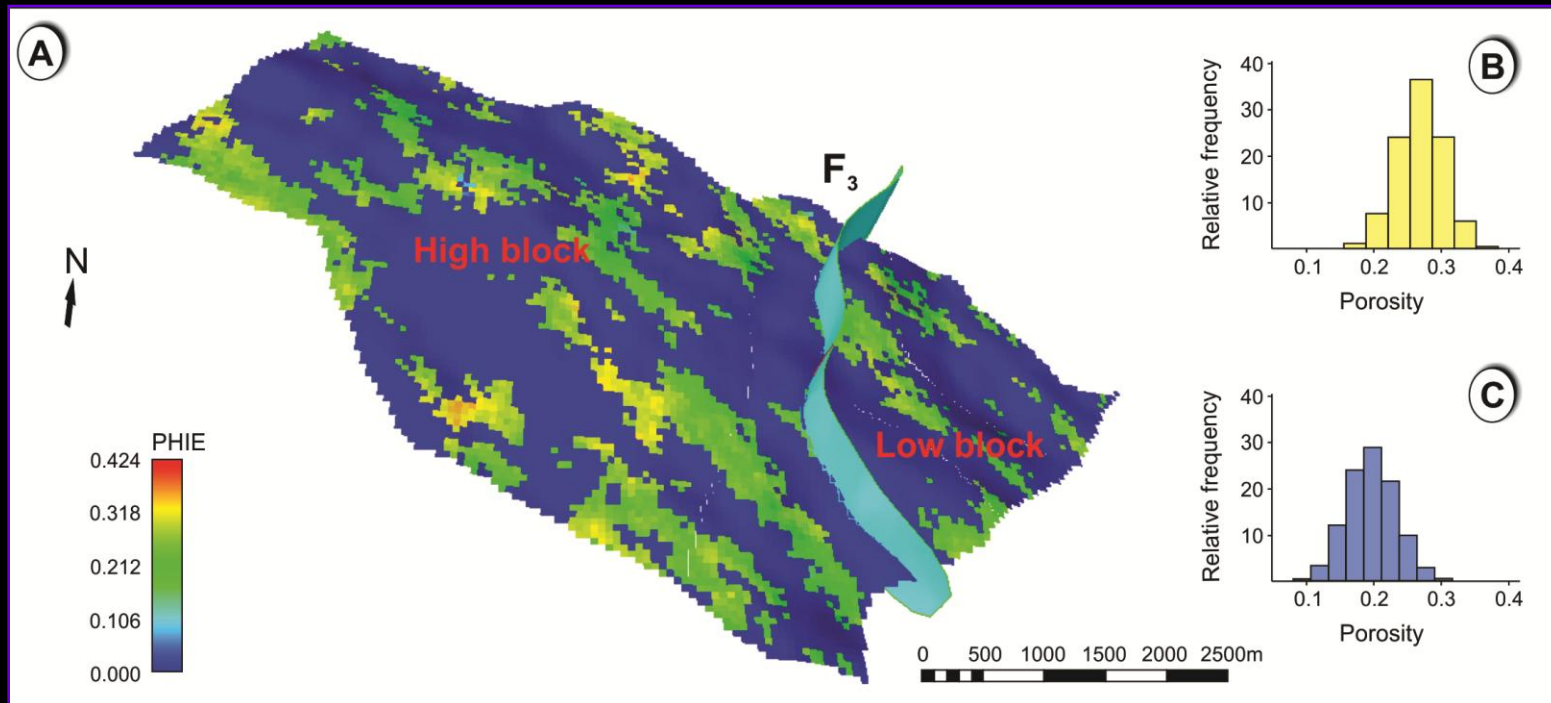 A
F3
High block
Low block
N
PHIE
0.424
0.318
0.212
0.106
0.000
0 500 1000 1500 2000 2500m
B
Relative frequency
40
30
20
10
0.1 0.2 0.3 0.4
Porosity
C
Relative frequency
40
30
20
10
0.1 0.2 0.3 0.4
Porosity